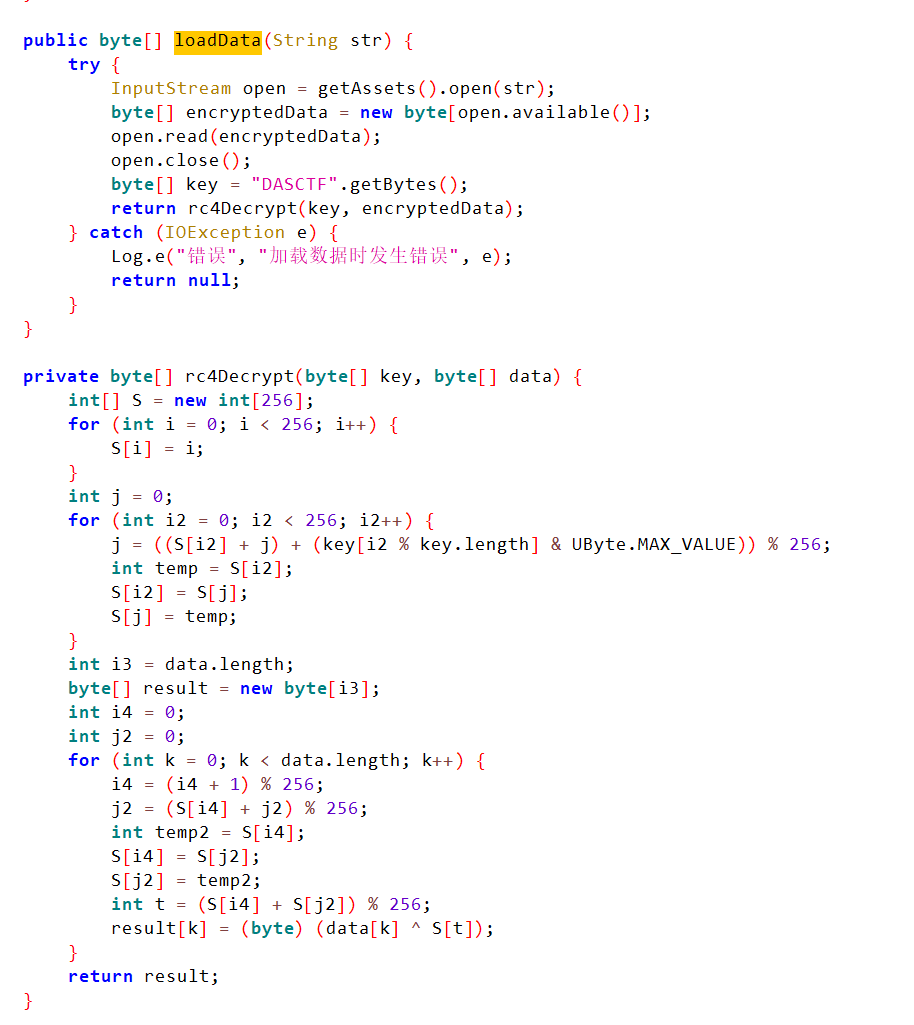 public byte[] loadData(String str) {
    try {
        InputStream open = getAssets().open(str);
        byte[] encryptedData = new byte[open.available()];
        open.read(encryptedData);
        open.close();
        byte[] key = "DASCTF".getBytes();
        return rc4Decrypt(key, encryptedData);
    } catch (IOException e) {
        Log.e("错误", "加载数据时发生错误", e);
        return null;
    }
}

private byte[] rc4Decrypt(byte[] key, byte[] data) {
    int[] S = new int[256];
    for (int i = 0; i < 256; i++) {
        S[i] = i;
    }
    int j = 0;
    for (int i2 = 0; i2 < 256; i2++) {
        j = ((S[i2] + j) + (key[i2 % key.length] & UByte.MAX_VALUE)) % 256;
        int temp = S[i2];
        S[i2] = S[j];
        S[j] = temp;
    }
    int i3 = data.length;
    byte[] result = new byte[i3];
    int i4 = 0;
    int j2 = 0;
    for (int k = 0; k < data.length; k++) {
        i4 = (i4 + 1) % 256;
        j2 = (S[i4] + j2) % 256;
        int temp2 = S[i4];
        S[i4] = S[j2];
        S[j2] = temp2;
        int t = (S[i4] + S[j2]) % 256;
        result[k] = (byte) (data[k] ^ S[t]);
    }
    return result;
}